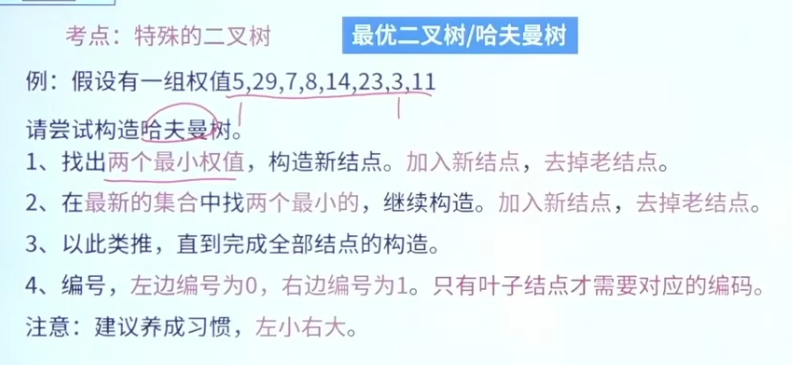 考点：特殊的二叉树 最优二叉树/哈夫曼树
例：假设有一组权值5,29,7,8,14,23,3,11
请尝试构造哈夫曼树。
1、找出两个最小权值，构造新结点。加入新结点，去掉老结点。
2、在最新的集合中找两个最小的，继续构造。加入新结点，去掉老结点。
3、以此类推，直到完成全部结点的构造。
4、编号，左边编号为0，右边编号为1。只有叶子结点才需要对应的编码。
注意：建议养成习惯，左小右大。